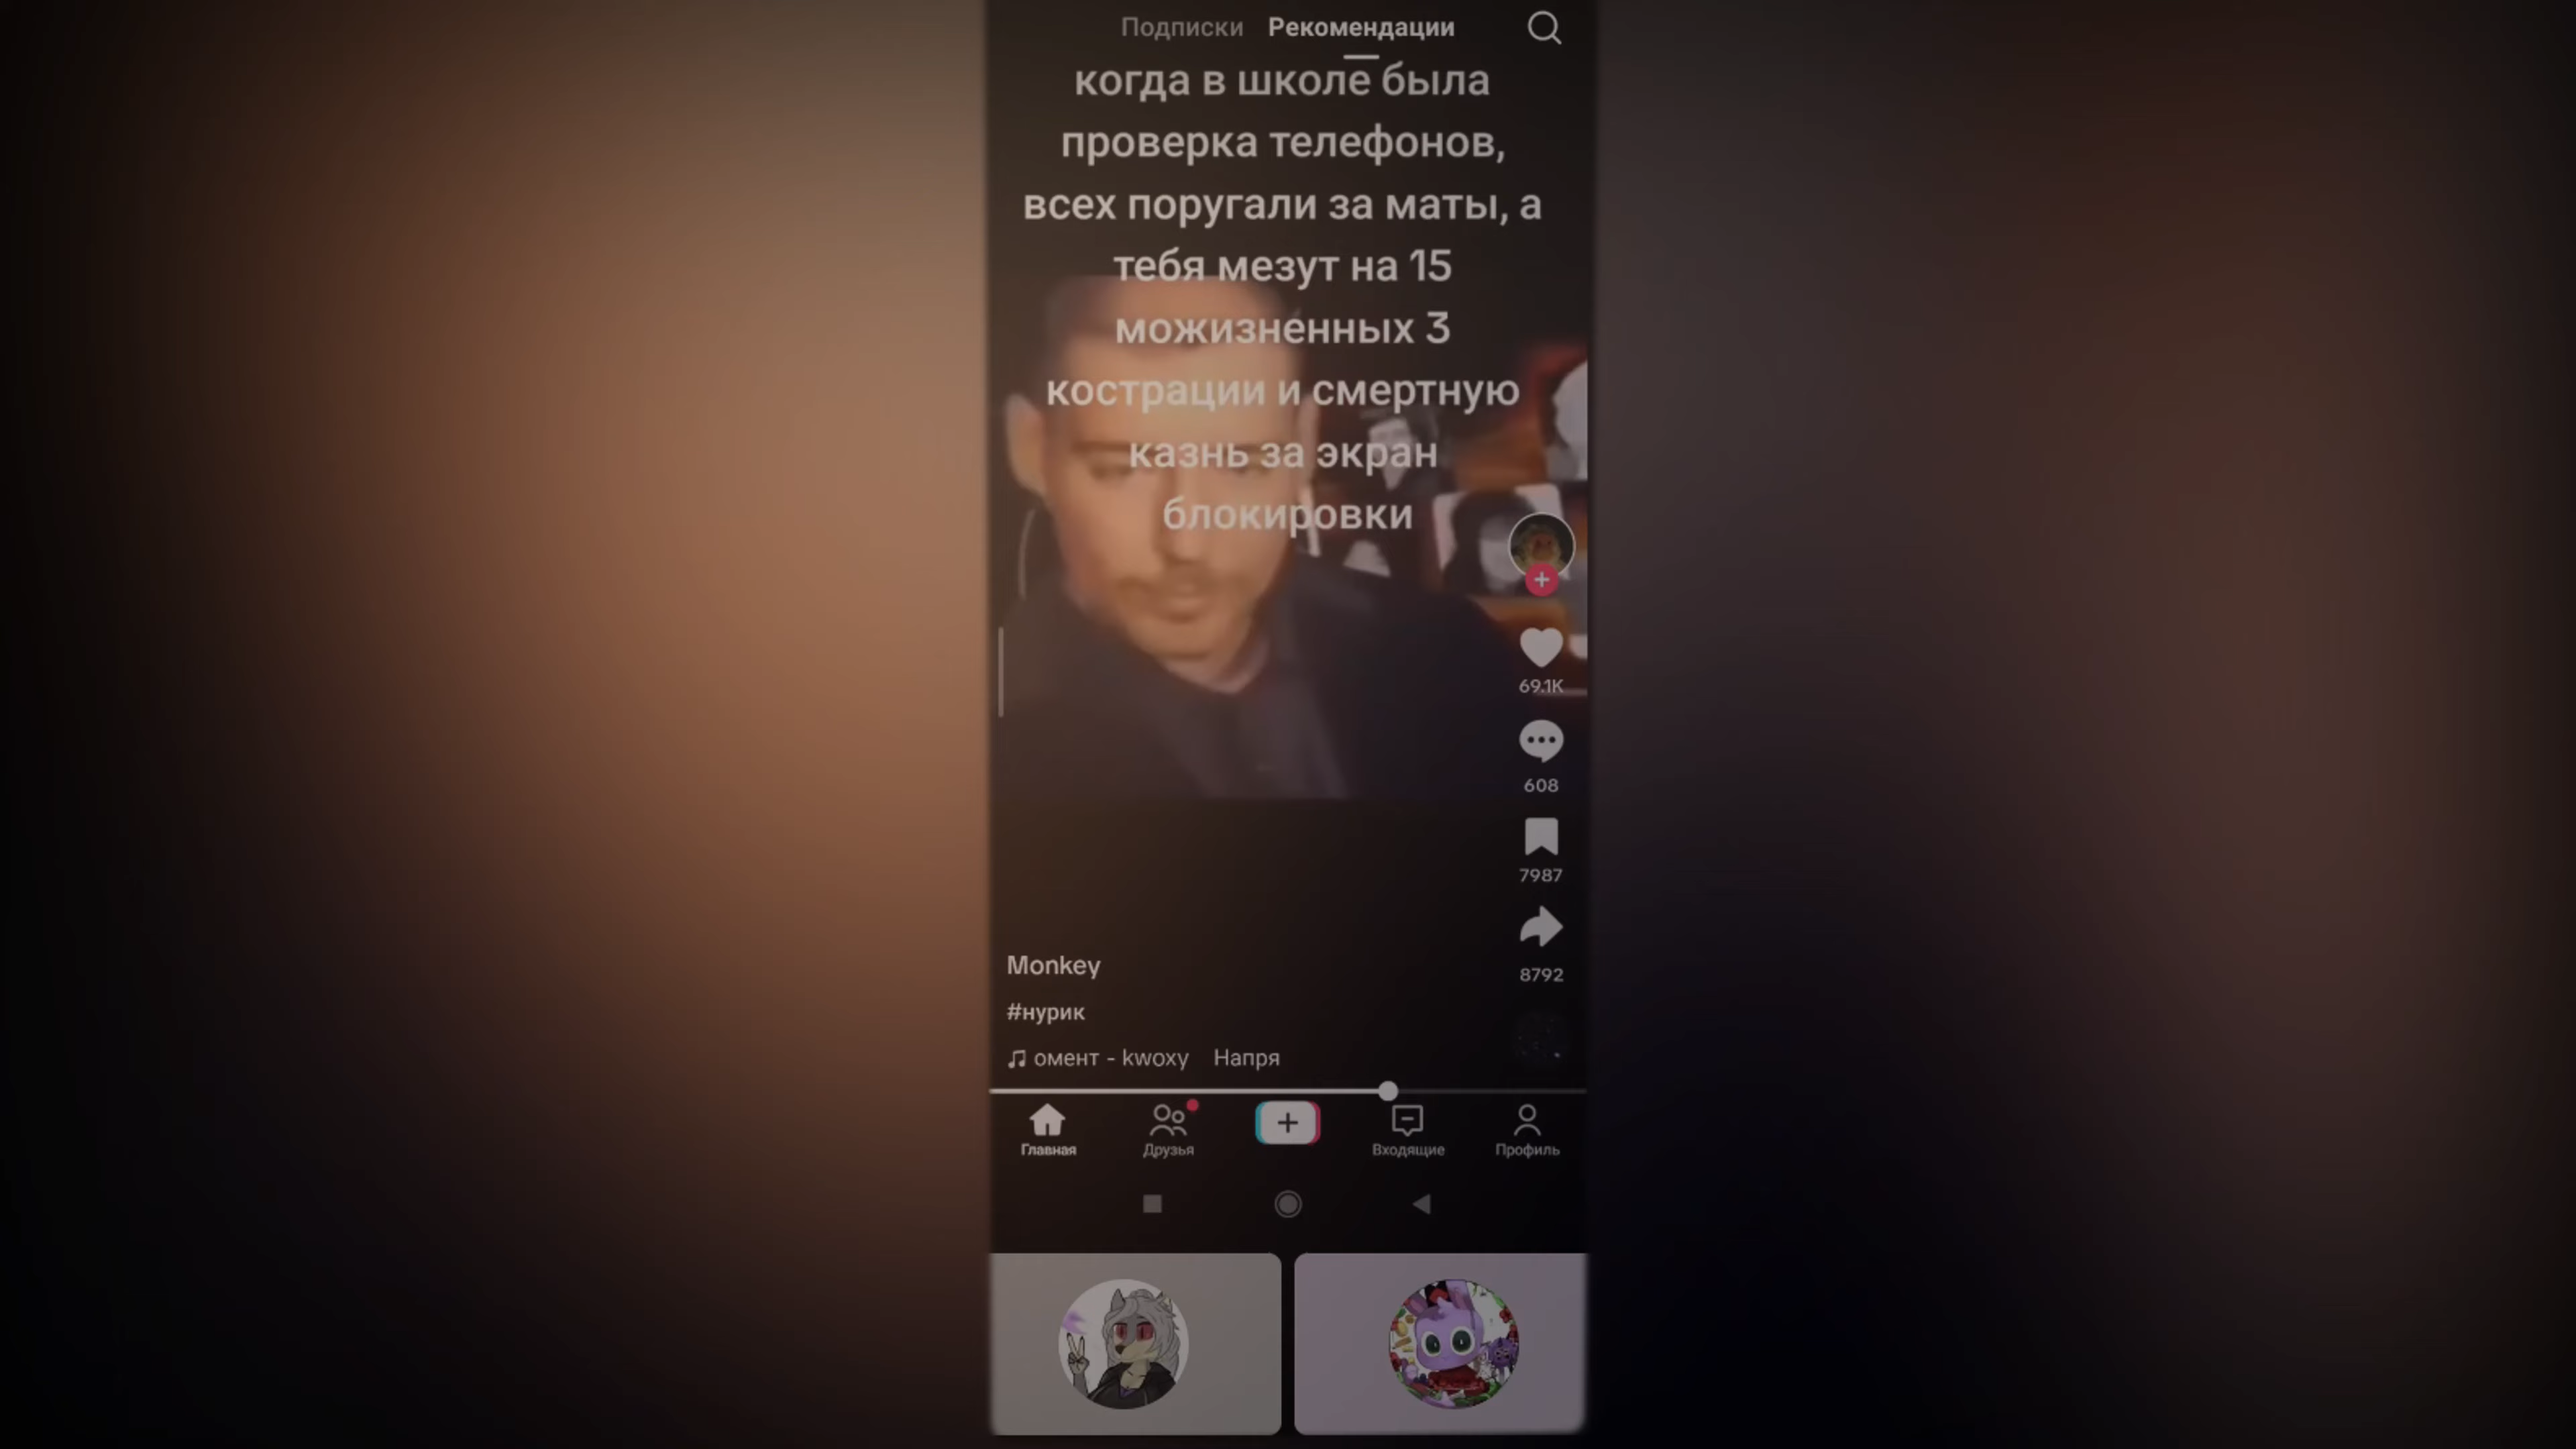 Подписки Рекомендации
когда в школе была
проверка телефонов,
всех поругали за маты, а
тебя мезут на 15
можизненных 3
кострации и смертную
казнь за экран
блокировки
69.1K
608
7987
8792
Monkey
#нурик
омент - kwoxy Напря
Главная Друзья Входящие Профиль